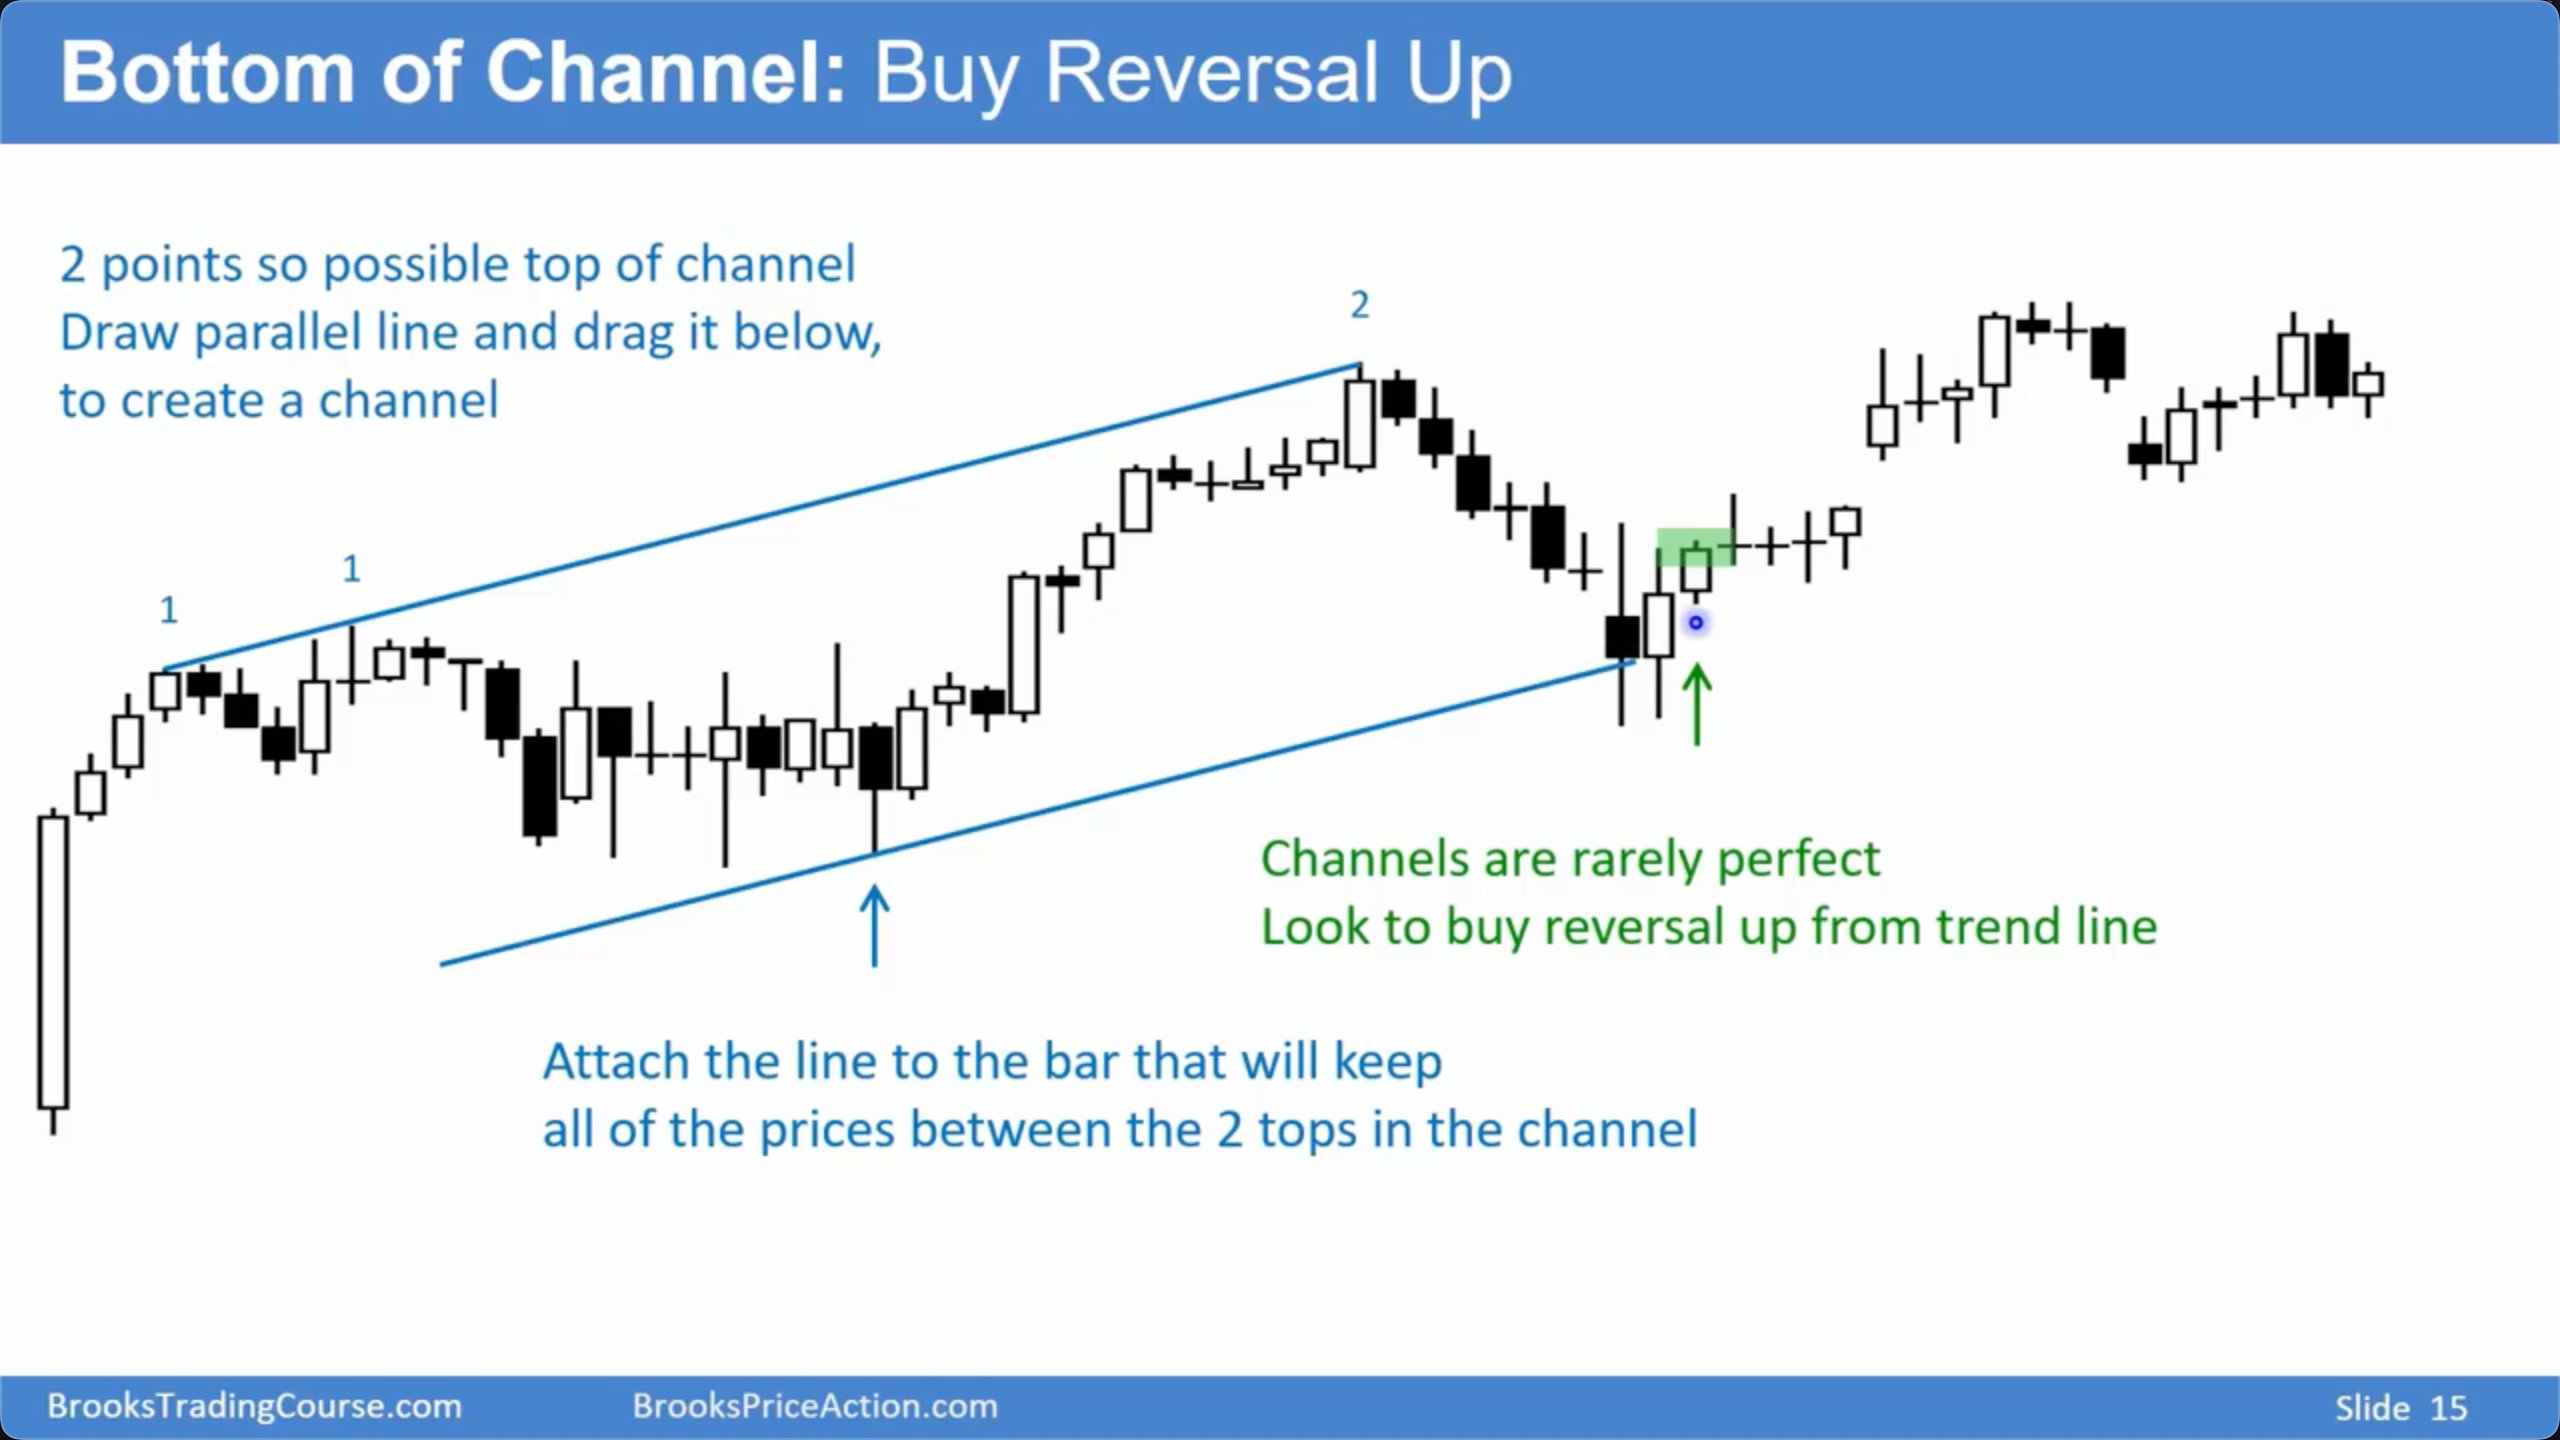 Bottom of Channel: Buy Reversal Up
2 points so possible top of channel
Draw parallel line and drag it below,
to create a channel
1
1
2
Channels are rarely perfect
Look to buy reversal up from trend line
Attach the line to the bar that will keep
all of the prices between the 2 tops in the channel
BrooksTradingCourse.com
BrooksPriceAction.com
Slide 15